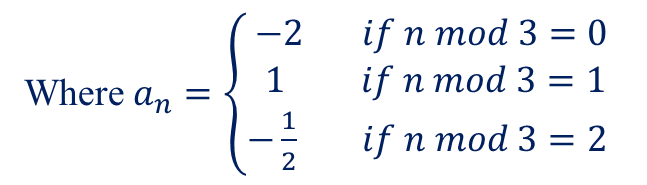 −2 if n mod 3 = 0
Where aₙ = { 1 if n mod 3 = 1
−1/2 if n mod 3 = 2